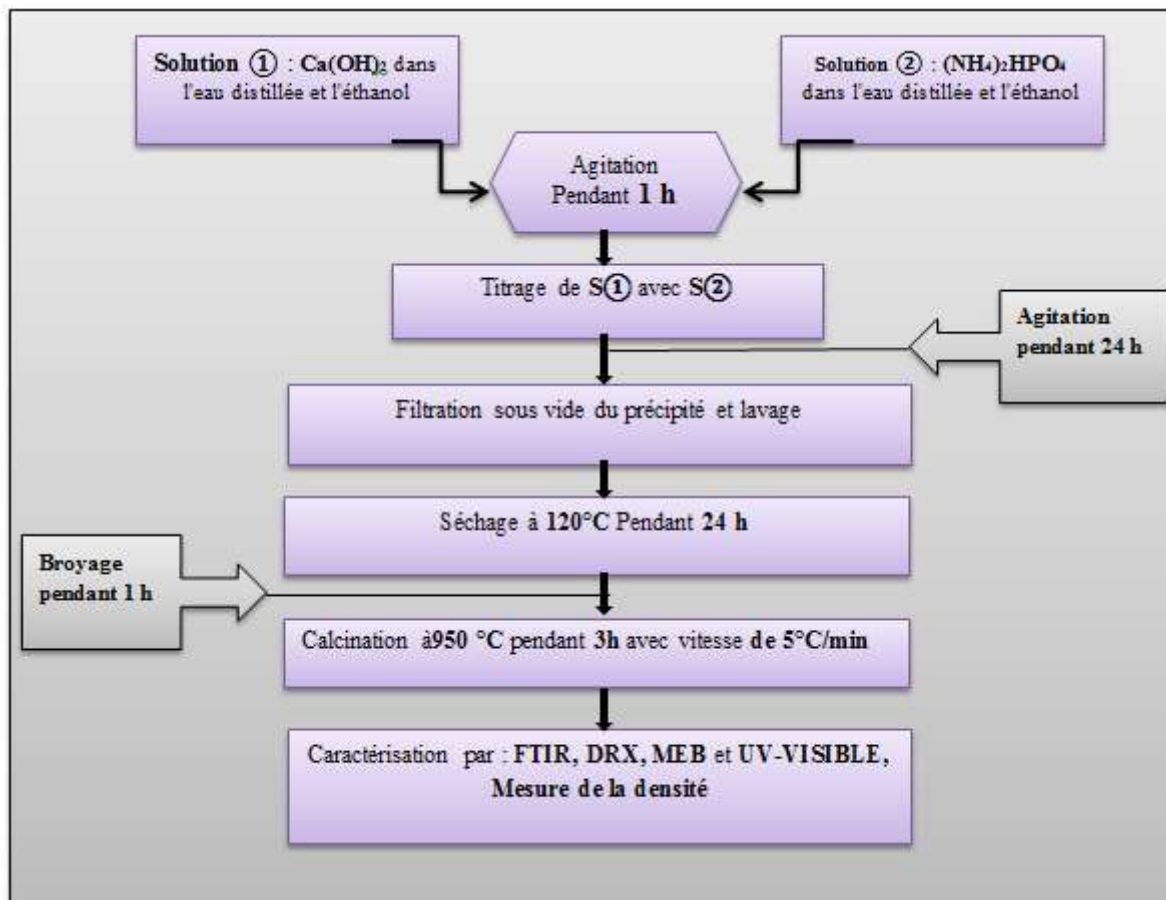 Solution ① : Ca(OH)₂ dans
l'eau distillée et l'éthanol
Solution ② : (NH₄)₂HPO₄
dans l'eau distillée et l'éthanol
Agitation
Pendant 1 h
Titrage de S① avec S②
Agitation
pendant 24 h
Filtration sous vide du précipité et lavage
Séchage à 120°C Pendant 24 h
Broyage
pendant 1 h
Calcination à950 °C pendant 3h avec vitesse de 5°C/min
Caractérisation par : FTIR, DRX, MEB et UV-VISIBLE,
Mesure de la densité